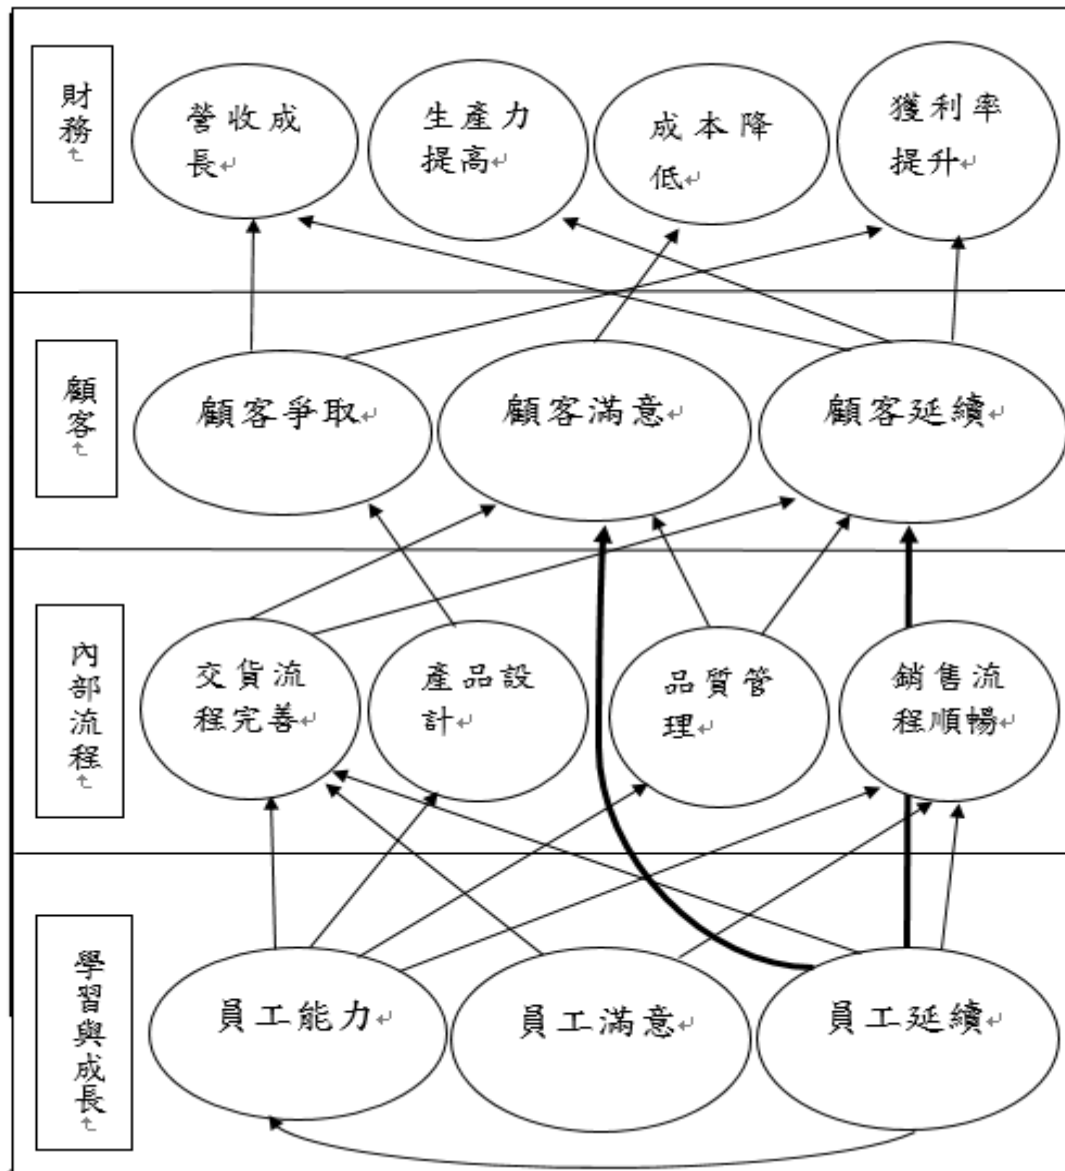 財務
營收成
長
生產力
提高
成本降
低
獲利率
提升
顧客
顧客爭取
顧客滿意
顧客延續
內部流程
交貨流
程完善
產品設
計
品質管
理
銷售流
程順暢
學習與成長
員工能力
員工滿意
員工延續